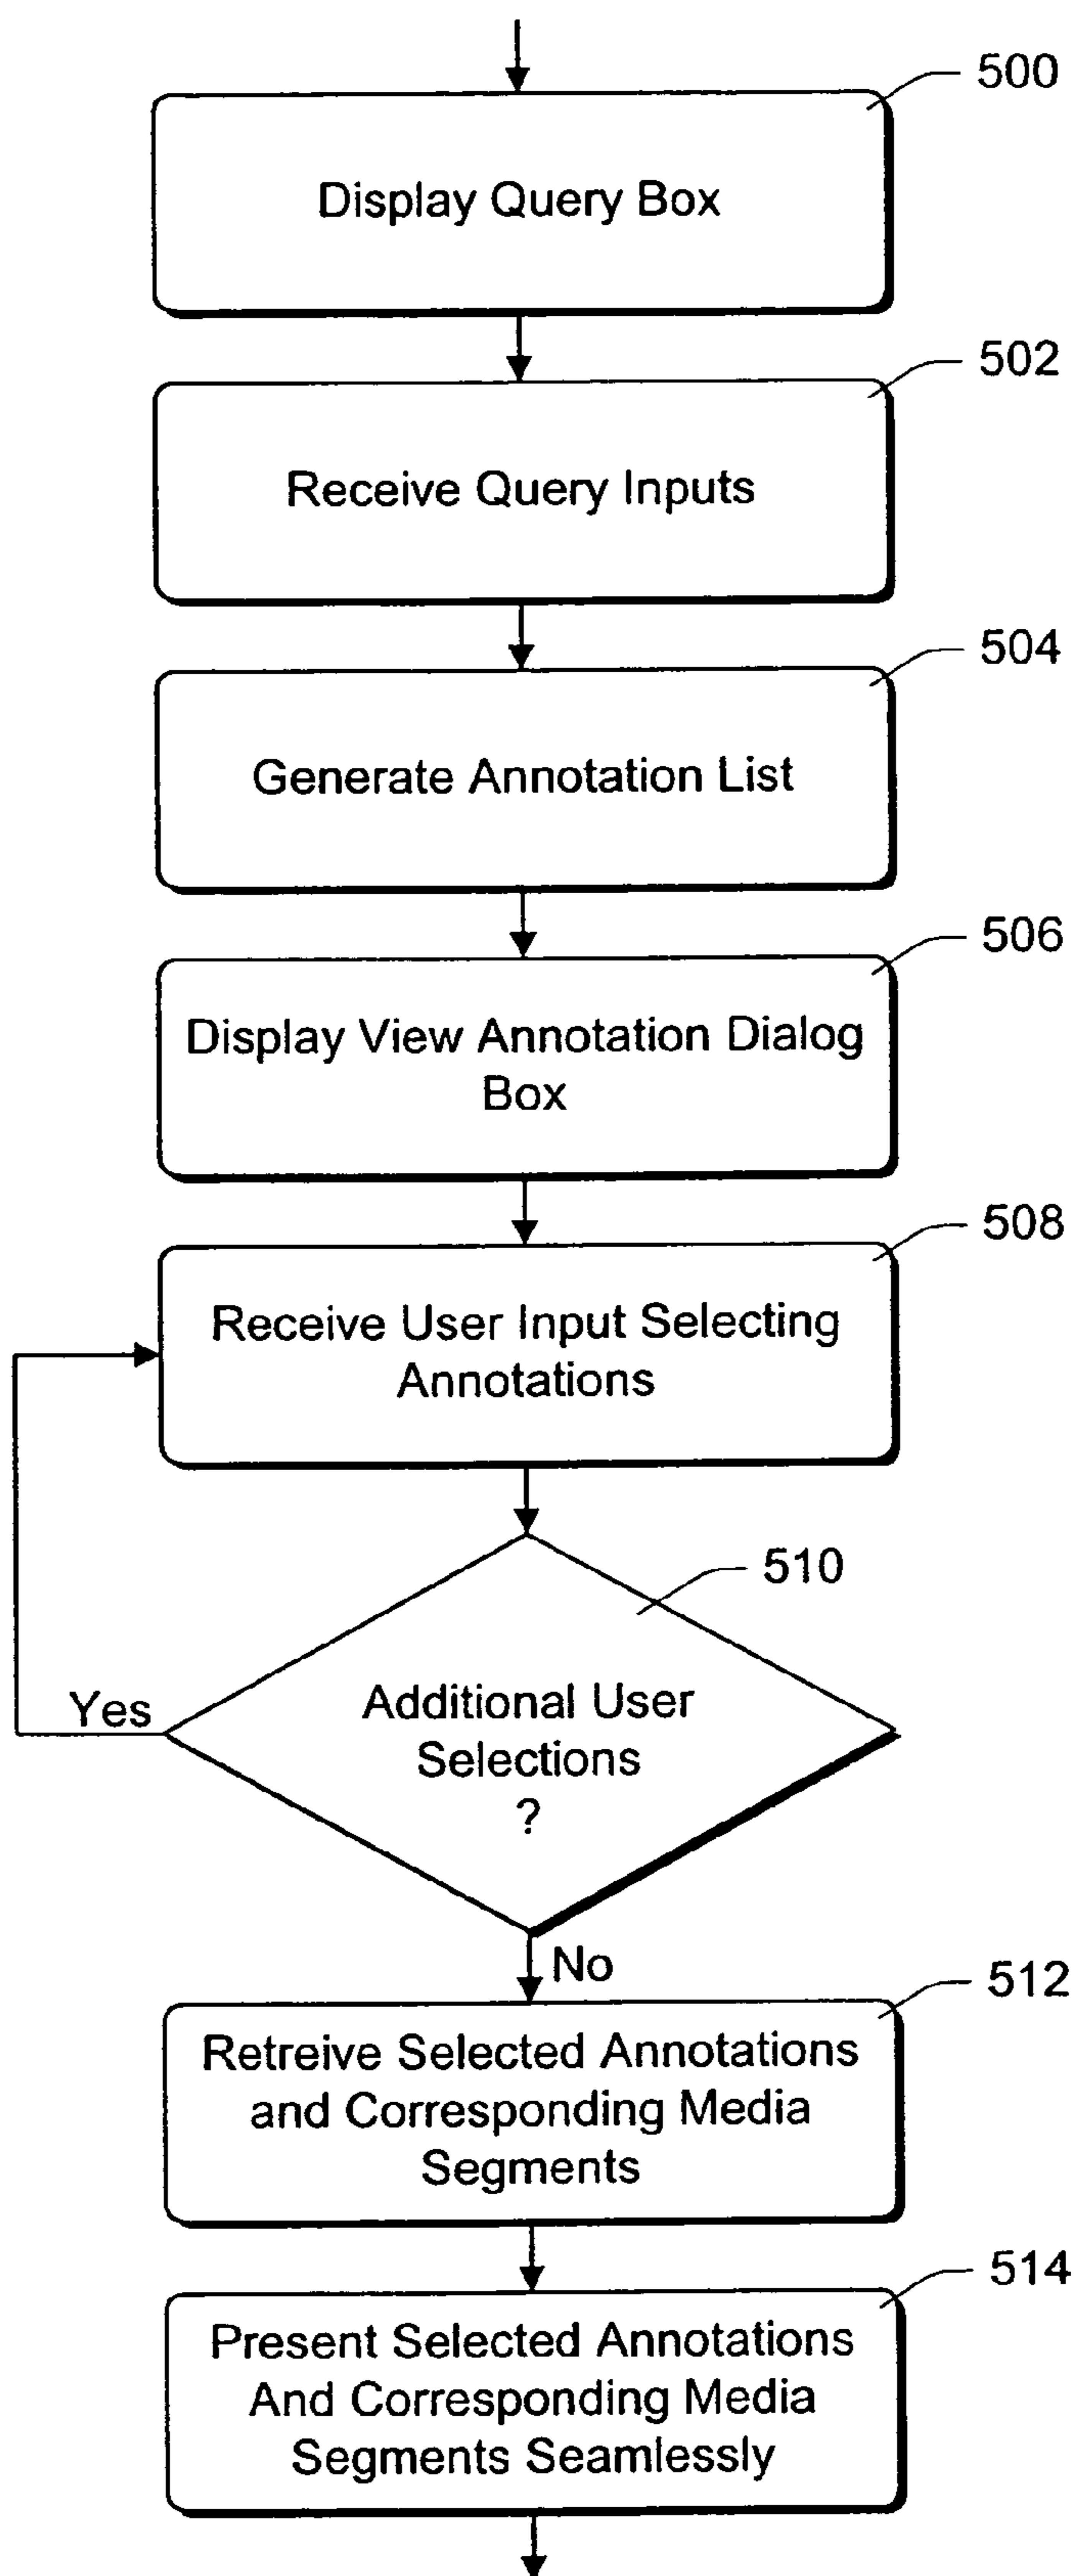 500
Display Query Box
502
Receive Query Inputs
504
Generate Annotation List
506
Display View Annotation Dialog
Box
508
Receive User Input Selecting
Annotations
510
Additional User
Selections
?
Yes
No
512
Retreive Selected Annotations
and Corresponding Media
Segments
514
Present Selected Annotations
And Corresponding Media
Segments Seamlessly